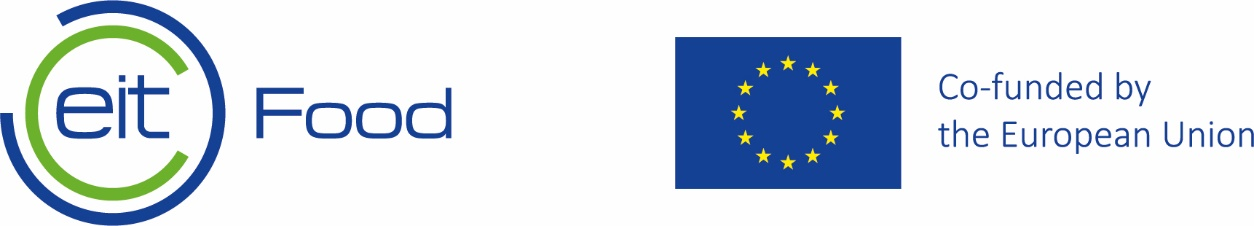 eit Food
Co-funded by
the European Union